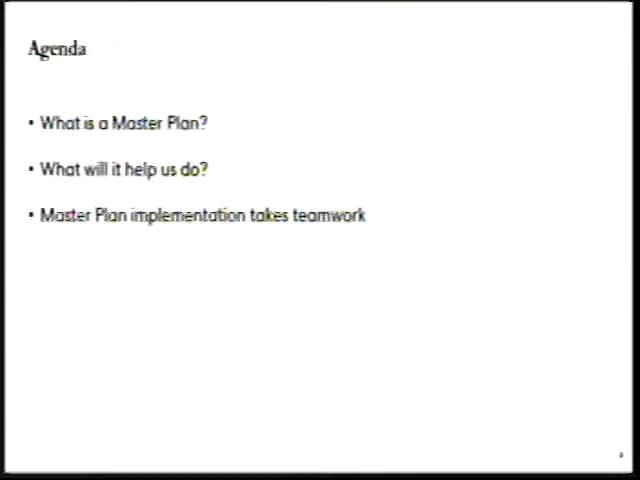 Agenda
• What is a Master Plan?
• What will it help us do?
• Master Plan implementation takes teamwork